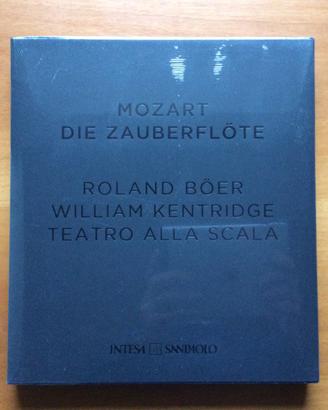 MOZART
DIE ZAUBERFLÖTE
ROLAND BÖER
WILLIAM KENTRIDGE
TEATRO ALLA SCALA
INTESA SANPAOLO